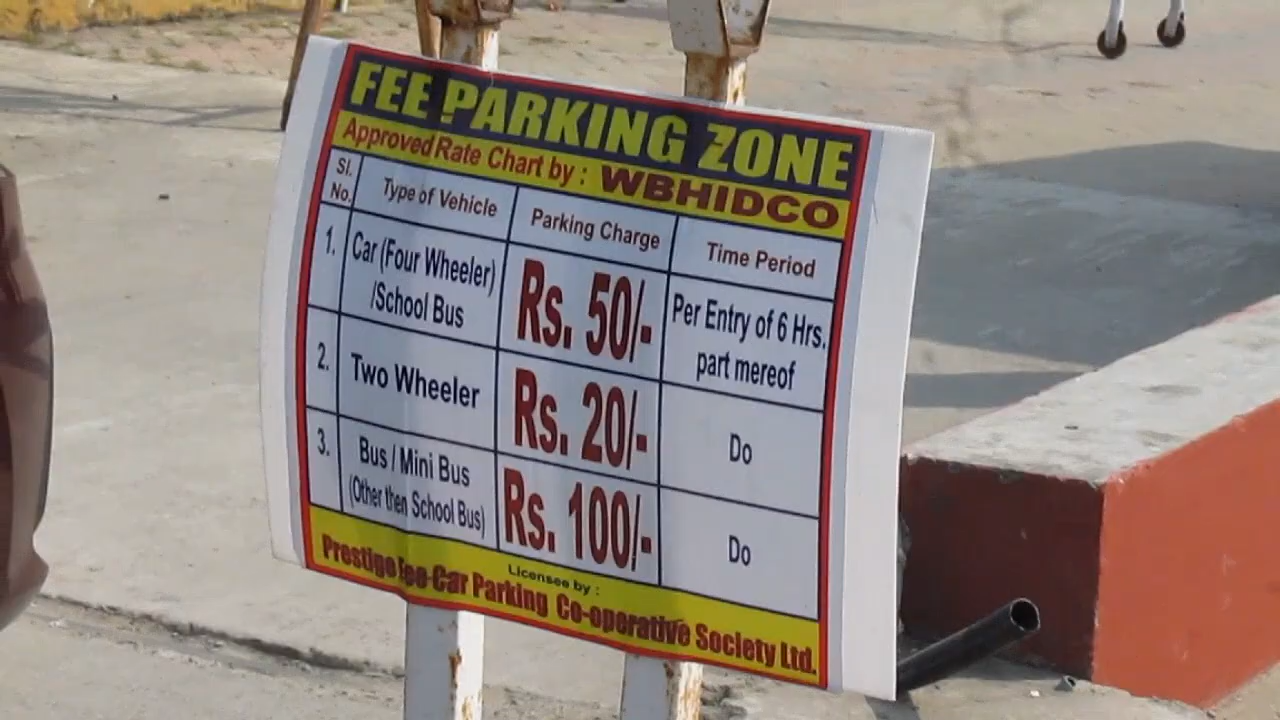 FEE PARKING ZONE
Approved Rate Chart by : WBHIDCO
Sl. No. Type of Vehicle Parking Charge Time Period
1. Car (Four Wheeler) /School Bus Rs. 50/- Per Entry of 6 Hrs. part mereof
2. Two Wheeler Rs. 20/- Do
3. Bus / Mini Bus (Other then School Bus) Rs. 100/- Do
Licensee by :
Prestige Fee Car Parking Co-operative Society Ltd.